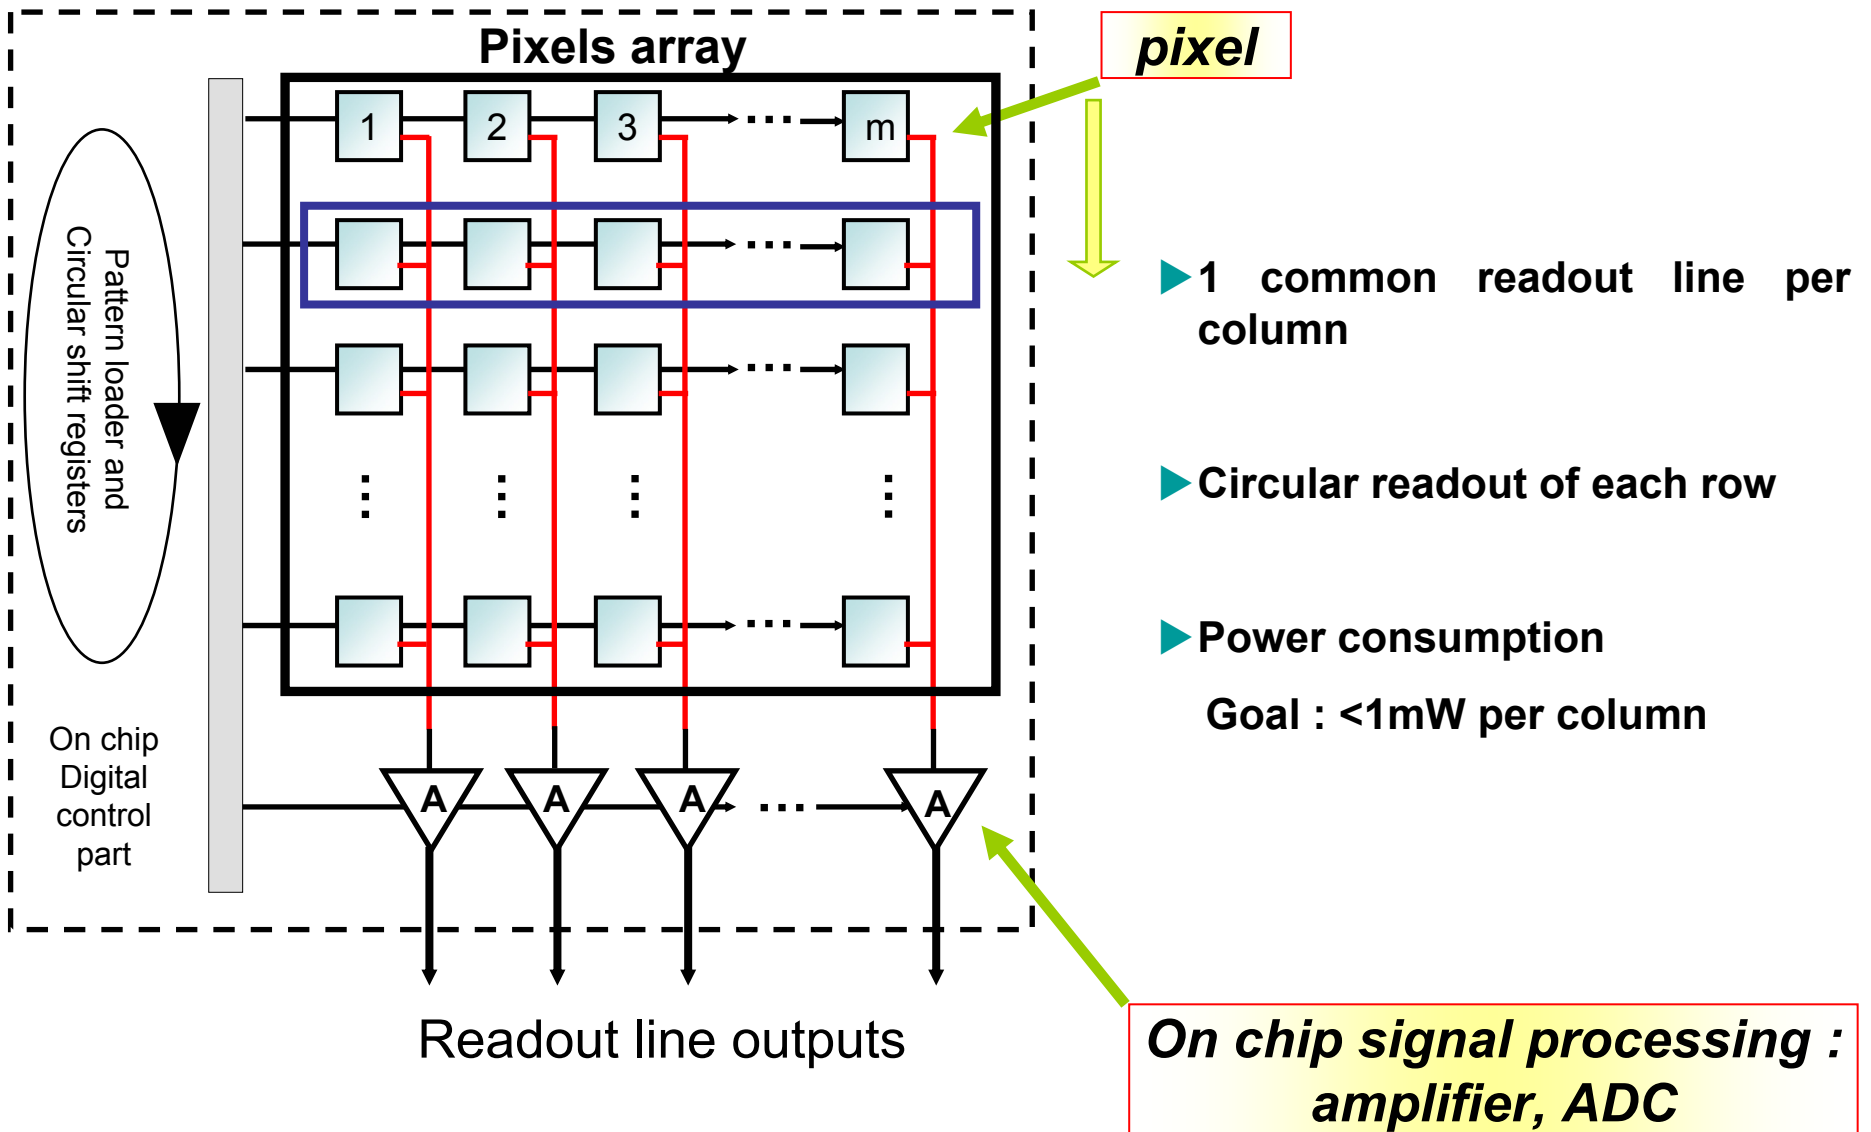 Pixels array
pixel
1 2 3 ... m
...
Pattern loader and
Circular shift registers
...
1 common readout line per
column
Circular readout of each row
Power consumption
Goal : <1mW per column
...
On chip
Digital
control
part
A A A ... A
Readout line outputs
On chip signal processing :
amplifier, ADC